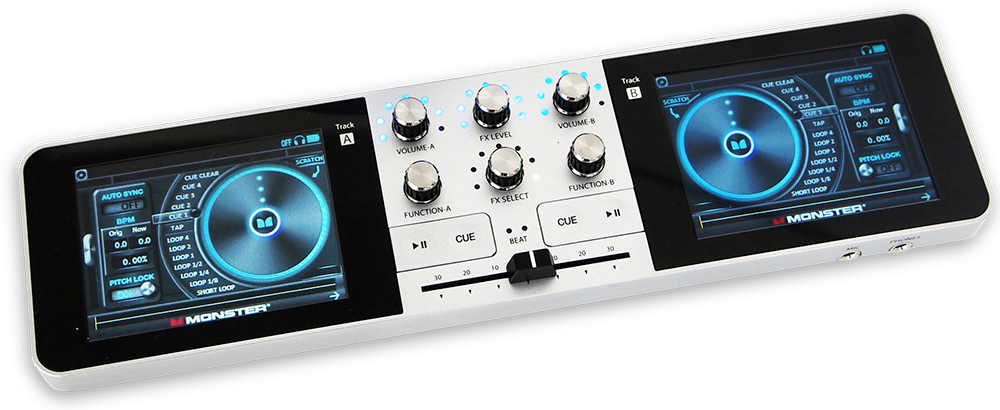 Track
A
OFF
SCRATCH
AUTO SYNC
OFF
BPM
Orig Now
0.0 0.0
0.00%
PITCH LOCK
ON
CUE CLEAR
CUE 4
CUE 3
CUE 2
CUE 1
TAP
LOOP 4
LOOP 2
LOOP 1
LOOP 1/2
LOOP 1/4
LOOP 1/8
SHORT LOOP
MONSTER®
VOLUME-A
FX LEVEL
VOLUME-B
FUNCTION-A
FX SELECT
FUNCTION-B
CUE
BEAT
CUE
30 20 10 20 30
Track
B
SCRATCH
CUE CLEAR
CUE 4
CUE 3
CUE 2
CUE 1
TAP
LOOP 4
LOOP 2
LOOP 1
LOOP 1/2
LOOP 1/4
LOOP 1/8
SHORT LOOP
AUTO SYNC
OFF
BPM
Orig Now
0.0 0.0
0.00%
PITCH LOCK
OFF
MONSTER®
MIC
PHONES